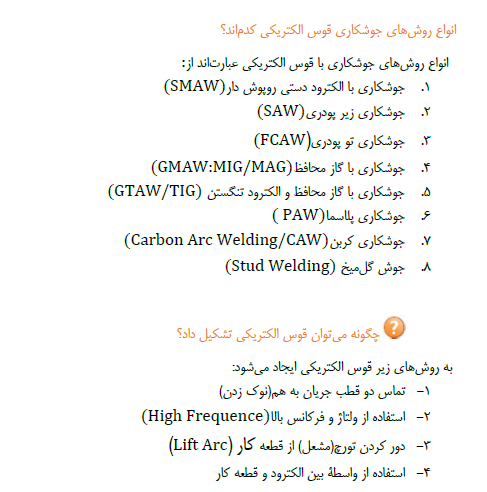 انواع روش‌های جوشکاری قوس الکتریکی کدم‌اند؟
انواع روش‌های جوشکاری با قوس الکتریکی عبارت‌اند از:
۱. جوشکاری با الکترود دستی روپوش دار(SMAW)
۲. جوشکاری زیر پودری(SAW)
۳. جوشکاری تو پودری(FCAW)
۴. جوشکاری با گاز محافظ(GMAW:MIG/MAG)
۵. جوشکاری با گاز محافظ و الکترود تنگستن (GTAW/TIG)
۶. جوشکاری پلاسما(PAW )
۷. جوشکاری کربن(Carbon Arc Welding/CAW)
۸. جوش گل‌میخ (Stud Welding)
? چگونه می‌توان قوس الکتریکی تشکیل داد؟
به روش‌های زیر قوس الکتریکی ایجاد می‌شود:
۱- تماس دو قطب جریان به هم(نوک زدن)
۲- استفاده از ولتاژ و فرکانس بالا(High Frequence)
۳- دور کردن تورچ(مشعل) از قطعه کار (Lift Arc)
۴- استفاده از واسطهٔ بین الکترود و قطعه کار